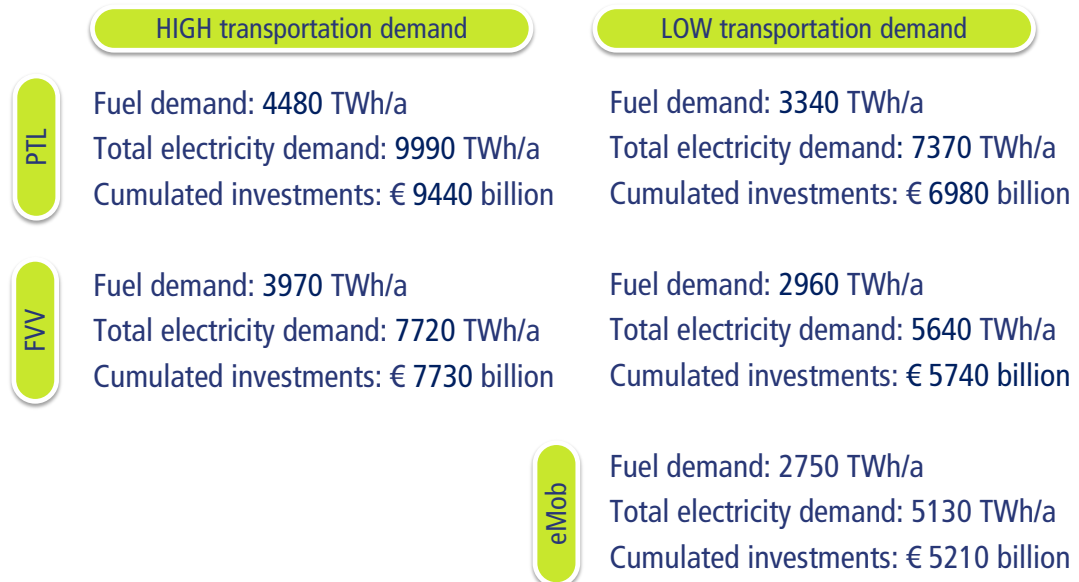 HIGH transportation demand
LOW transportation demand
PTL
Fuel demand: 4480 TWh/a
Total electricity demand: 9990 TWh/a
Cumulated investments: € 9440 billion
Fuel demand: 3340 TWh/a
Total electricity demand: 7370 TWh/a
Cumulated investments: € 6980 billion
FVV
Fuel demand: 3970 TWh/a
Total electricity demand: 7720 TWh/a
Cumulated investments: € 7730 billion
Fuel demand: 2960 TWh/a
Total electricity demand: 5640 TWh/a
Cumulated investments: € 5740 billion
eMob
Fuel demand: 2750 TWh/a
Total electricity demand: 5130 TWh/a
Cumulated investments: € 5210 billion